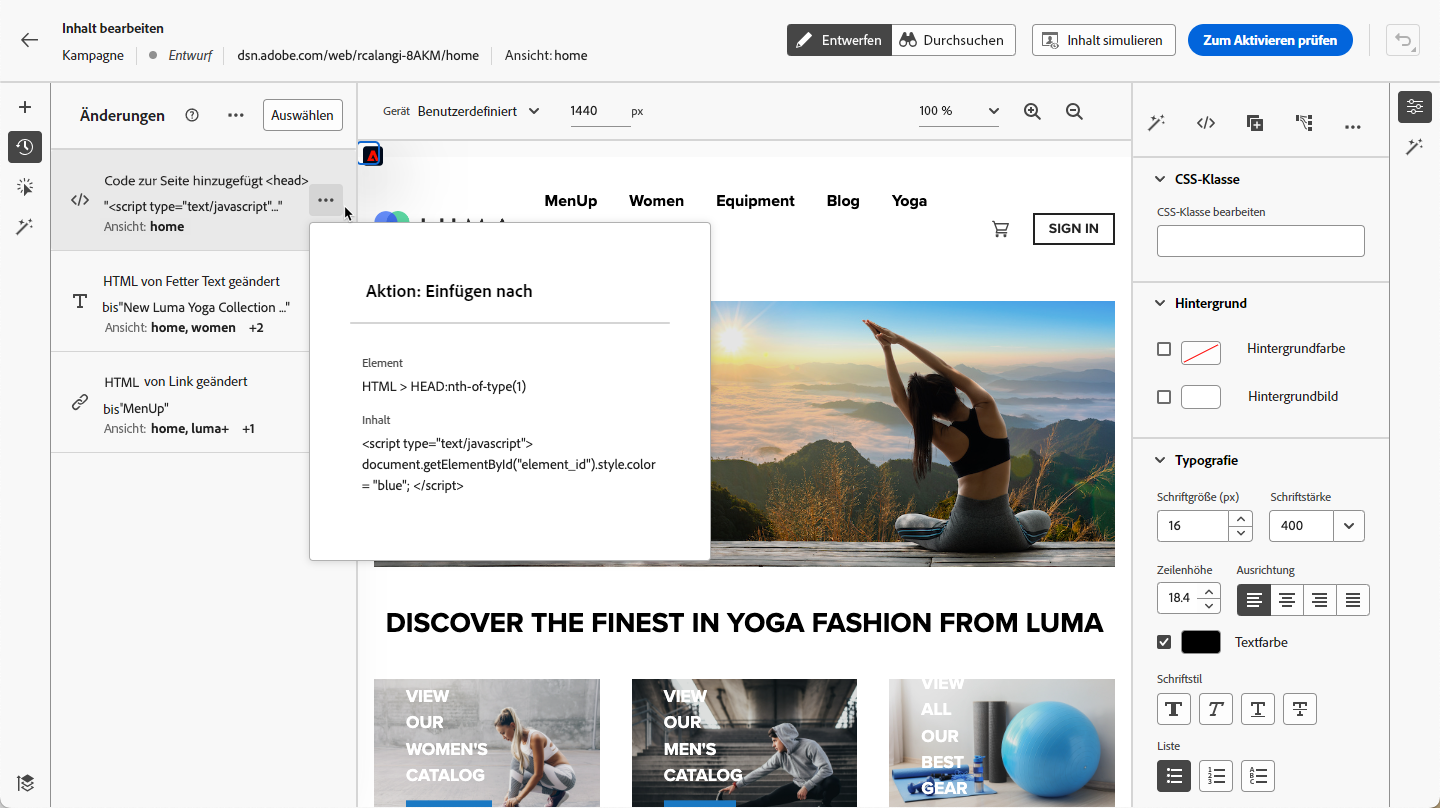 Inhalt bearbeiten
Kampagne
Entwurf
dsn.adobe.com/web/rcalangi-8AKM/home
Ansicht: home
Entwerfen
Durchsuchen
Inhalt simulieren
Zum Aktivieren prüfen
Änderungen
Auswählen
Gerät Benutzerdefiniert
1440 px
100 %
Code zur Seite hinzugefügt <head>
"<script type="text/javascript"..."
Ansicht: home
HTML von Fetter Text geändert
bis"New Luma Yoga Collection ..."
Ansicht: home, women +2
HTML von Link geändert
bis"MenUp"
Ansicht: home, luma+ +1
Aktion: Einfügen nach
Element
HTML > HEAD:nth-of-type(1)
Inhalt
<script type="text/javascript">
document.getElementById("element_id").style.color
= "blue"; </script>
MenUp Women Equipment Blog Yoga
SIGN IN
DISCOVER THE FINEST IN YOGA FASHION FROM LUMA
VIEW
OUR
WOMEN'S
CATALOG
VIEW
OUR
MEN'S
CATALOG
VIEW
ALL
OUR
BEST
GEAR
CSS-Klasse
CSS-Klasse bearbeiten
Hintergrund
Hintergrundfarbe
Hintergrundbild
Typografie
Schriftgröße (px) Schriftstärke
16 400
Zeilenhöhe Ausrichtung
18.4
Textfarbe
Schriftstil
Liste